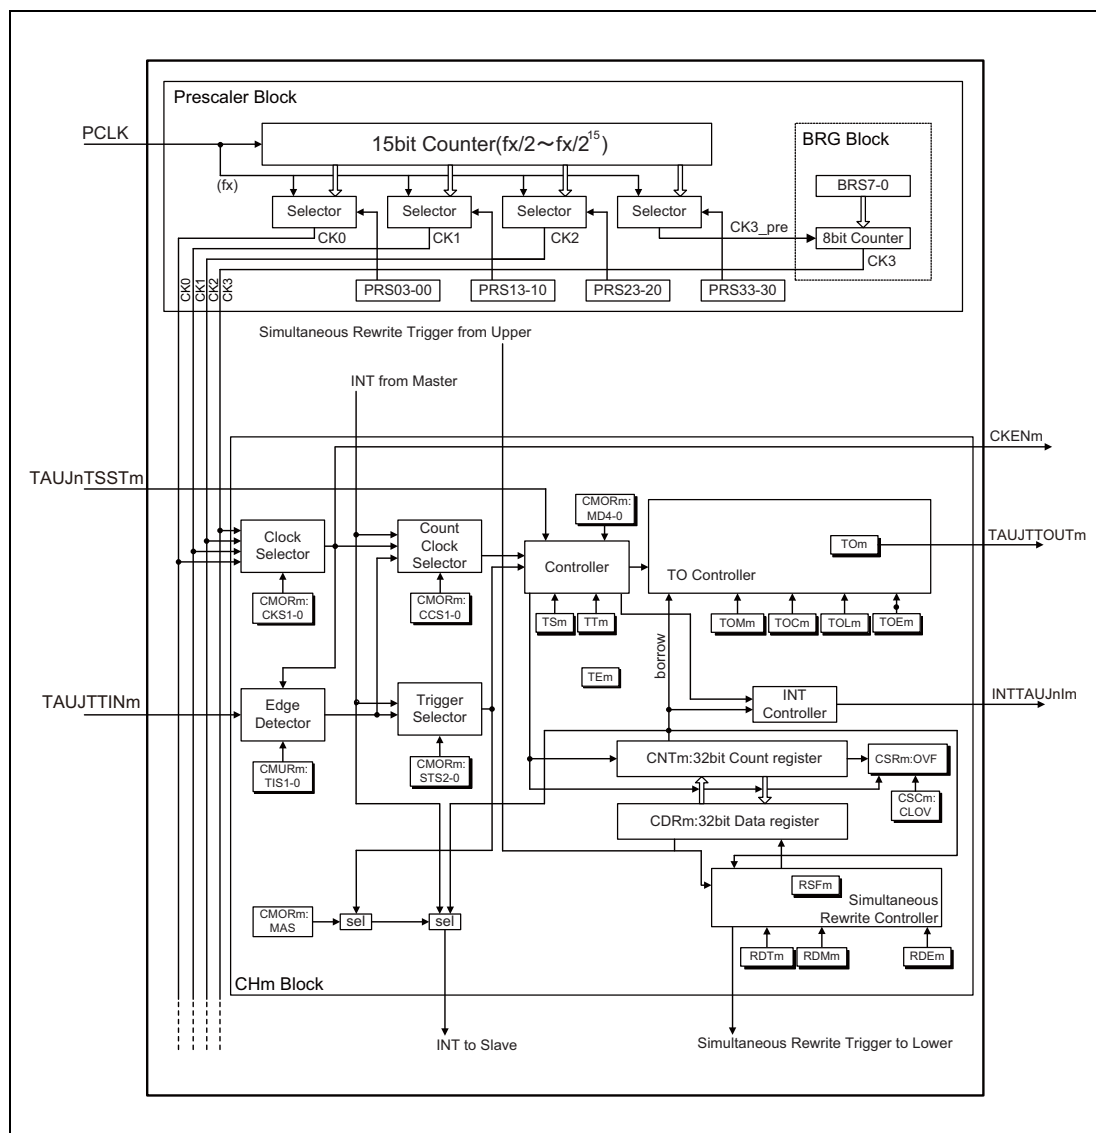 Prescaler Block
PCLK
15bit Counter(fx/2～fx/2^15)
BRG Block
(fx)
BRS7-0
Selector
Selector
Selector
Selector
CK3_pre
8bit Counter
CK0
CK1
CK2
CK3
CK0
CK1
CK2
CK3
PRS03-00
PRS13-10
PRS23-20
PRS33-30
Simultaneous Rewrite Trigger from Upper
INT from Master
CKENm
TAUJnTSSTm
CMORm:
MD4-0
Clock
Selector
Count
Clock
Selector
Controller
TOm
TO Controller
TAUJTTOUTm
CMORm:
CKS1-0
CMORm:
CCS1-0
TSm
TTm
TOMm
TOCm
TOLm
TOEm
borrow
TEm
TAUJTTINm
Edge
Detector
Trigger
Selector
INT
Controller
INTTAUJnIm
CMURm:
TIS1-0
CMORm:
STS2-0
CNTm:32bit Count register
CSRm:OVF
CSCm:
CLOV
CDRm:32bit Data register
RSFm
Simultaneous
Rewrite Controller
CMORm:
MAS
sel
sel
RDTm
RDMm
RDEm
CHm Block
INT to Slave
Simultaneous Rewrite Trigger to Lower